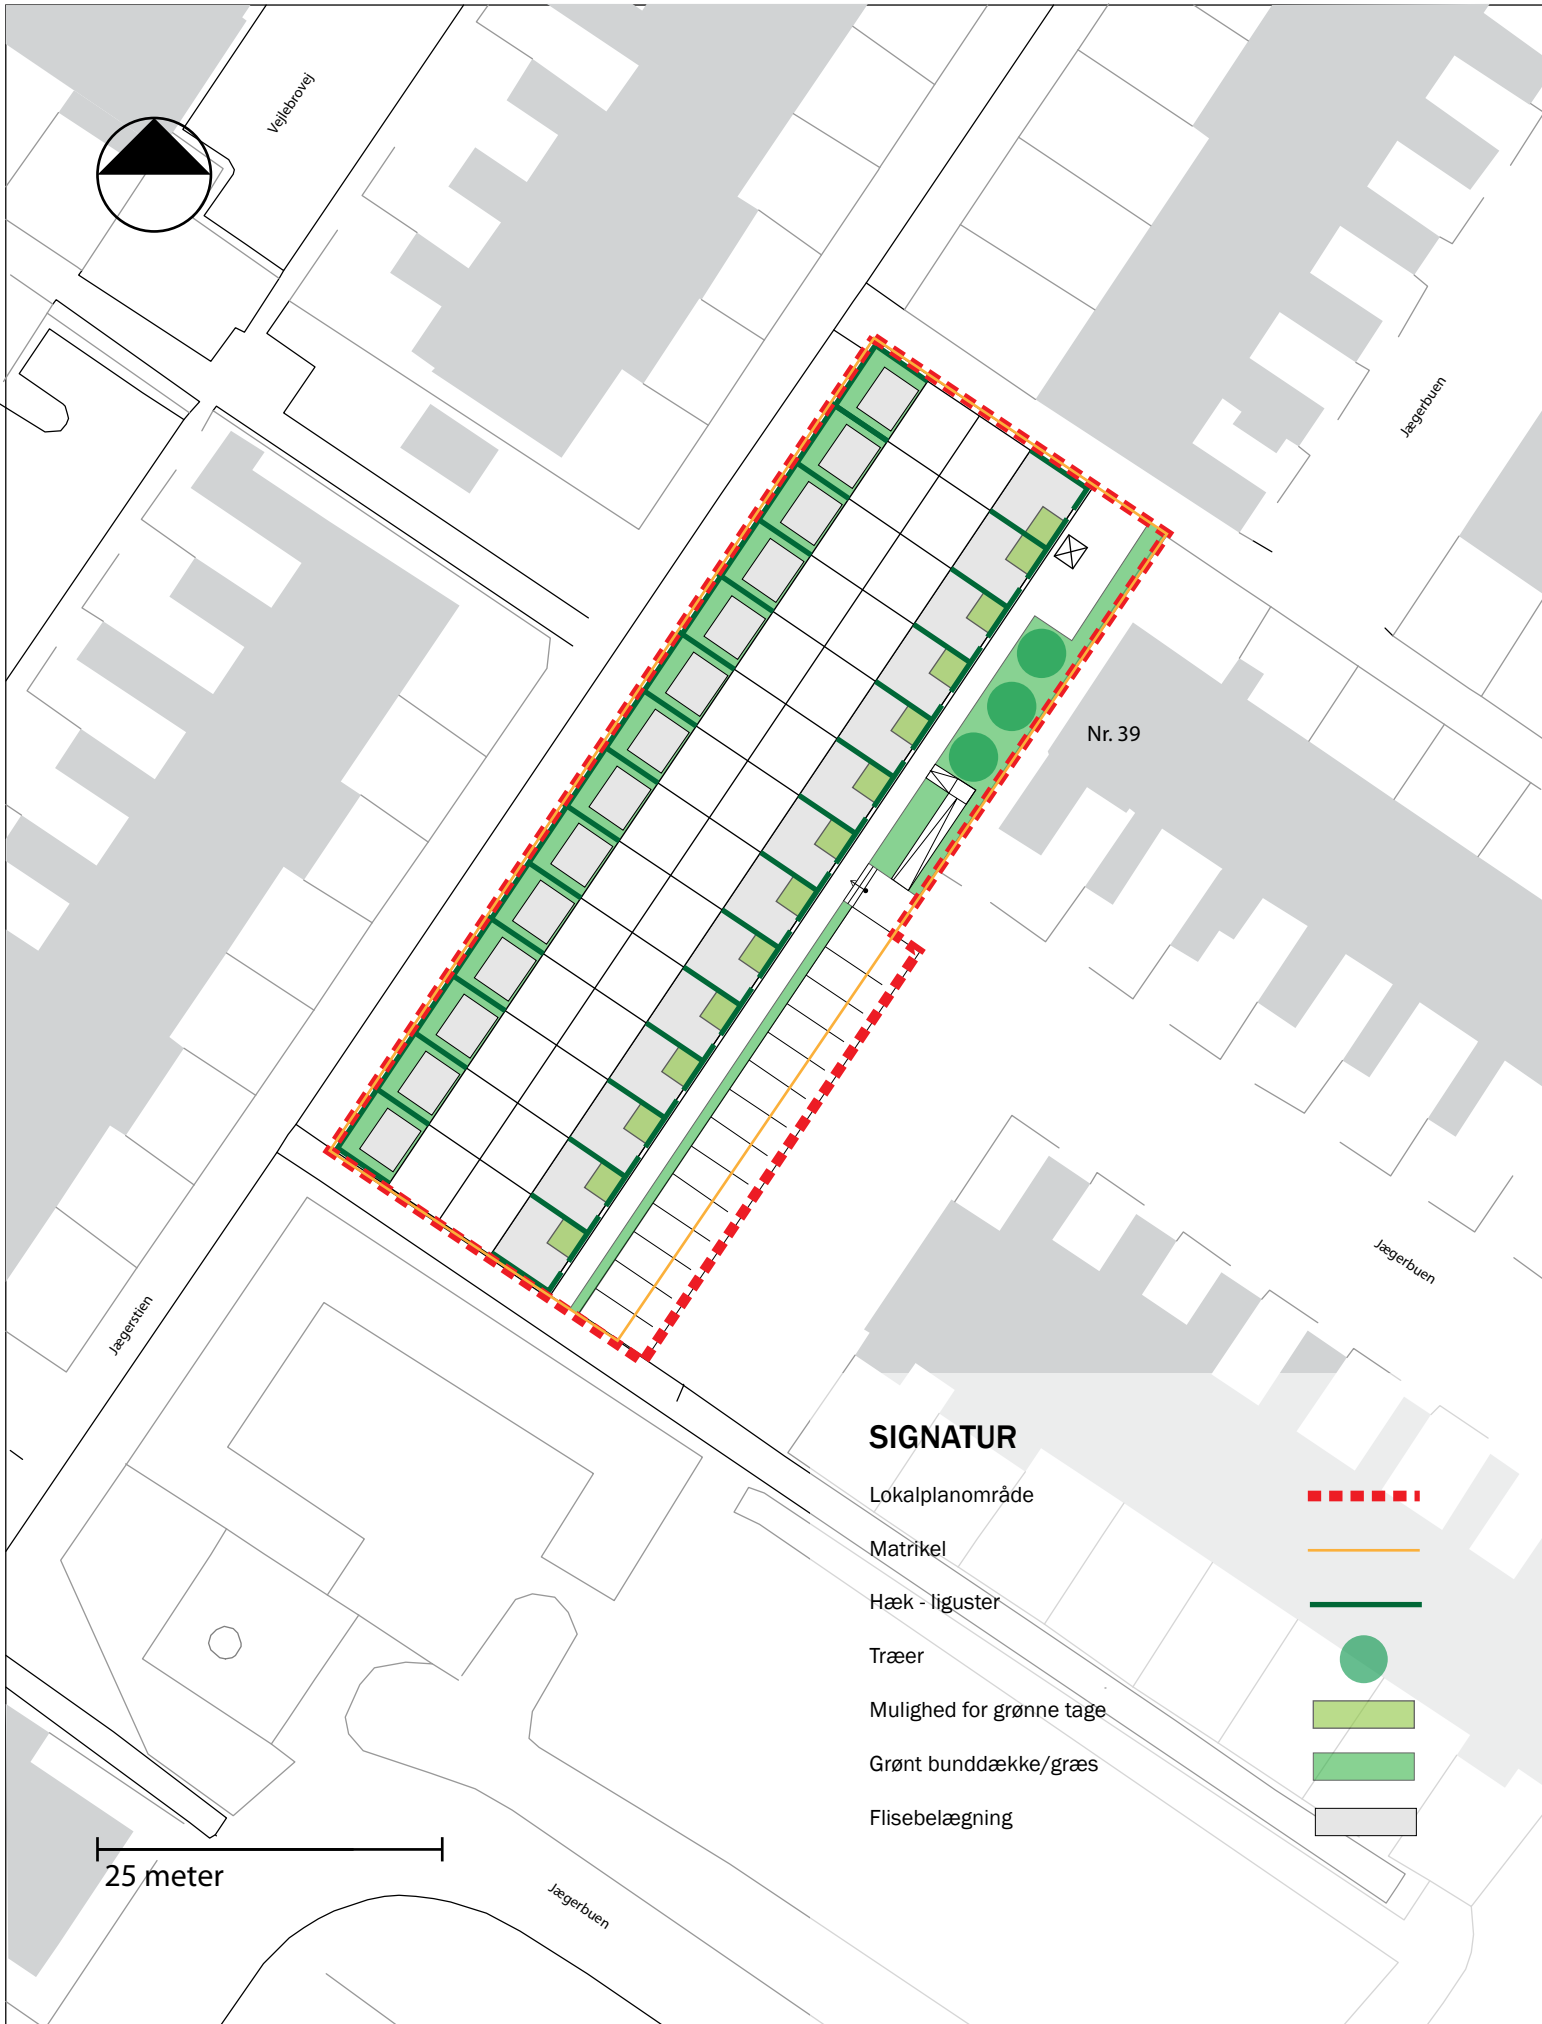 Vejlebrovej
Jægerbuen
Nr. 39
Jægerbuen
Jægerstien
SIGNATUR
Lokalplanområde
Matrikel
Hæk - liguster
Træer
Mulighed for grønne tage
Grønt bunddække/græs
Flisebelægning
25 meter
Jægerbuen